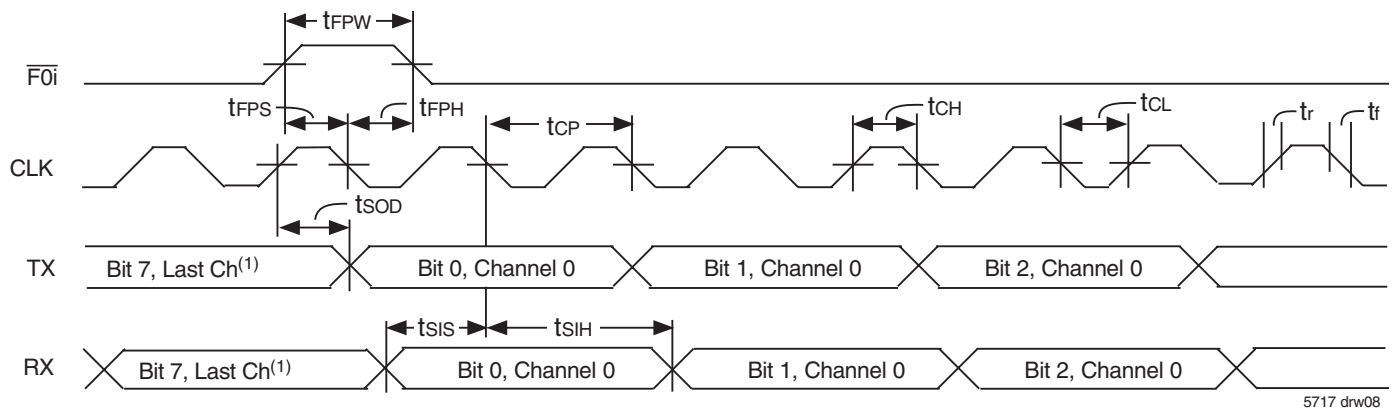 tFPW
F0i
tFPS
tFPH
tCP
tCH
tCL
tr
tf
CLK
tSOD
TX
Bit 7, Last Ch(1)
Bit 0, Channel 0
Bit 1, Channel 0
Bit 2, Channel 0
tSIS
tSIH
RX
Bit 7, Last Ch(1)
Bit 0, Channel 0
Bit 1, Channel 0
Bit 2, Channel 0
5717 drw08